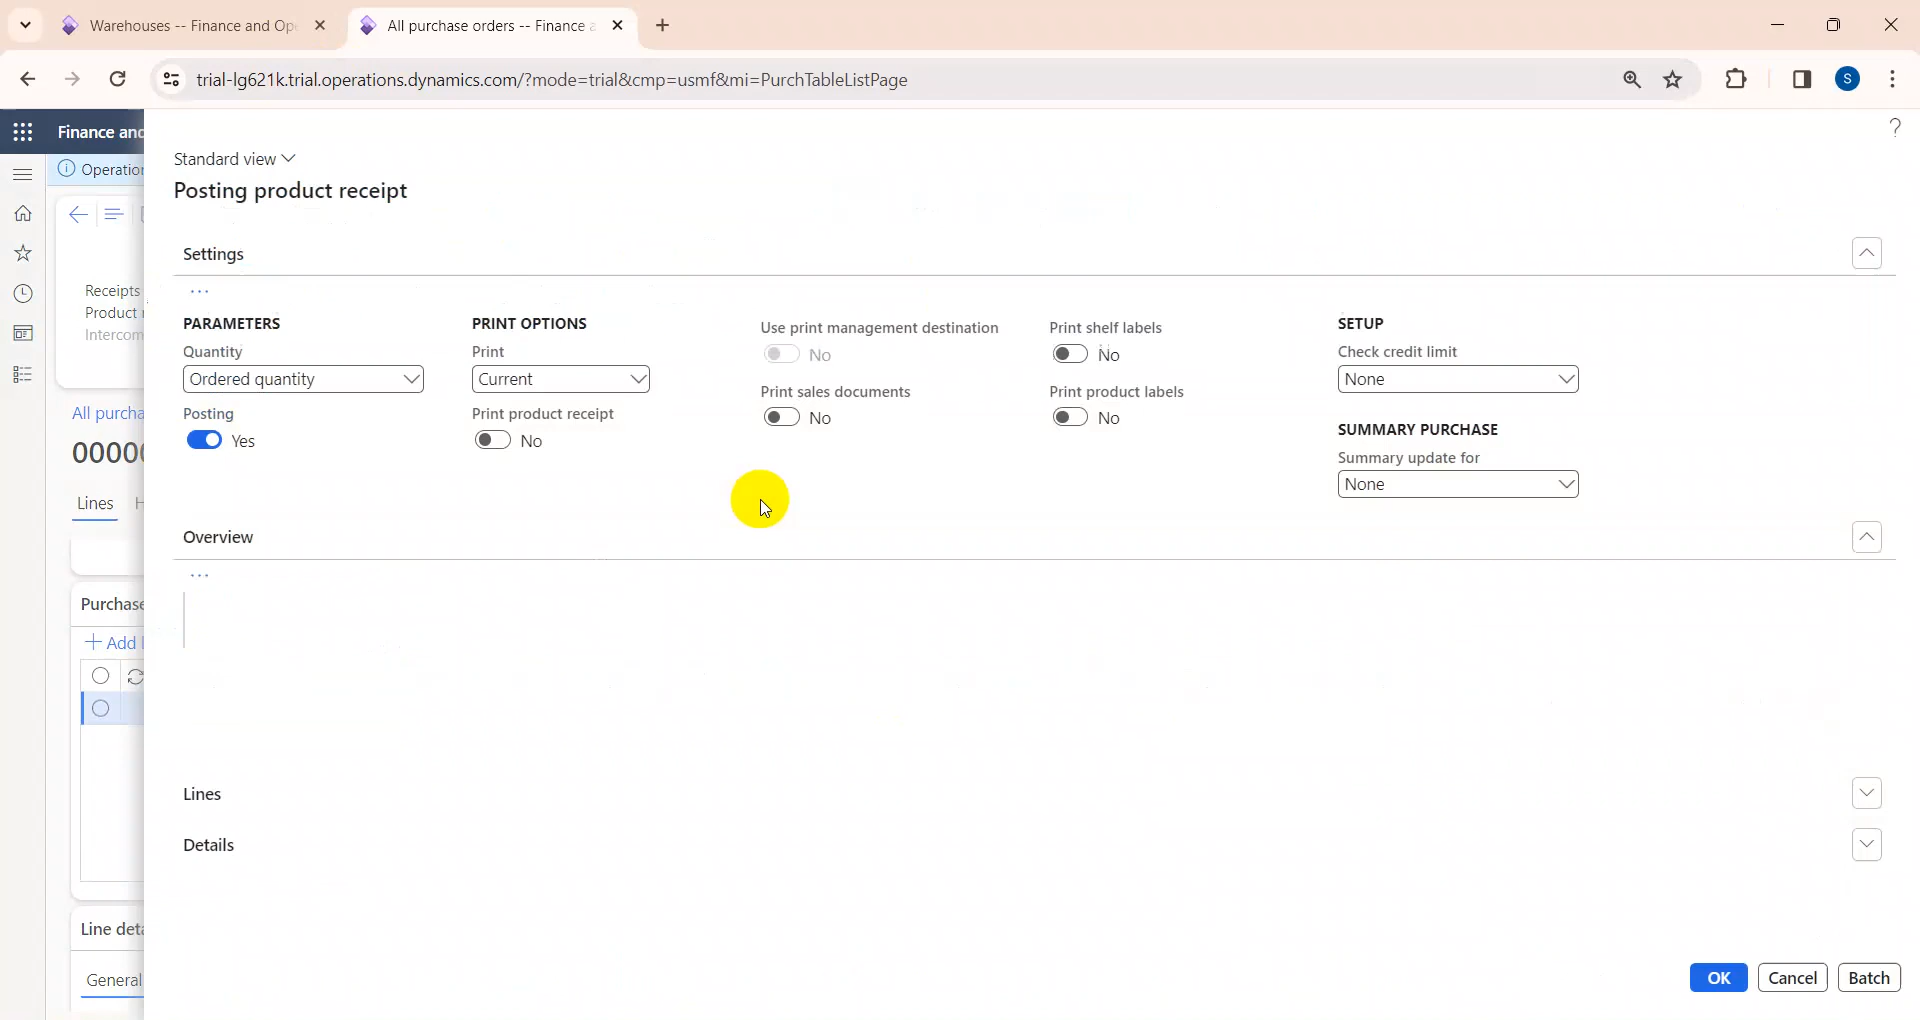 Warehouses -- Finance and Op
All purchase orders -- Finance a
trial-lg621k.trial.operations.dynamics.com/?mode=trial&cmp=usmf&mi=PurchTableListPage
S
Finance and
?
Operation
Standard view
Posting product receipt
Settings
...
Receipts
Product
Intercom
PARAMETERS
Quantity
Ordered quantity
Posting
Yes
PRINT OPTIONS
Print
Current
Print product receipt
No
Use print management destination
No
Print sales documents
No
Print shelf labels
No
Print product labels
No
SETUP
Check credit limit
None
SUMMARY PURCHASE
Summary update for
None
All purcha
00000
Lines H
Overview
...
Purchase
+ Add l
Lines
Details
Line deta
General
OK Cancel Batch